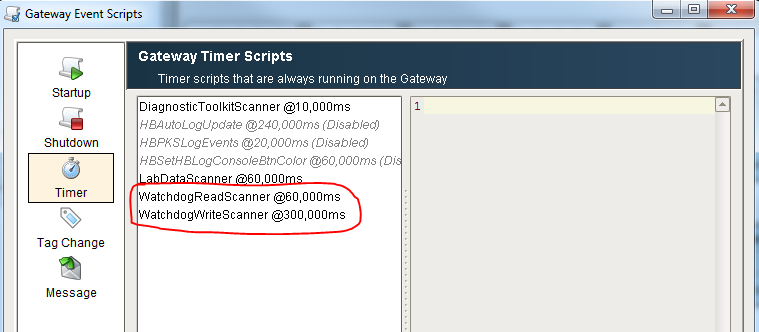 Gateway Event Scripts
Startup
Shutdown
Timer
Tag Change
Message
Gateway Timer Scripts
Timer scripts that are always running on the Gateway
DiagnosticToolkitScanner @10,000ms
HBAutoLogUpdate @240,000ms (Disabled)
HBPKSLogEvents @20,000ms (Disabled)
HBSetHBLogConsoleBtnColor @60,000ms (Dis
LabDataScanner @60,000ms
WatchdogReadScanner @60,000ms
WatchdogWriteScanner @300,000ms
1